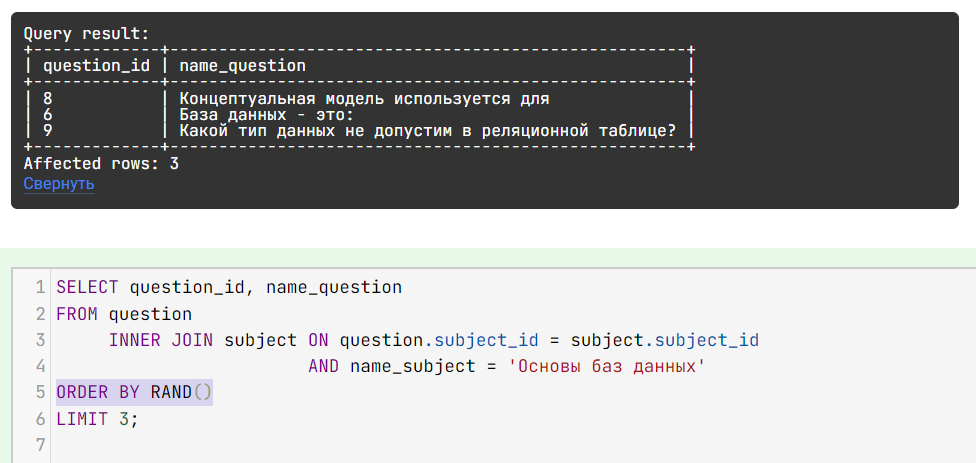 Query result:
+-------------+--------------------------------------------------+
| question_id | name_question                                    |
+-------------+--------------------------------------------------+
| 8           | Концептуальная модель используется для           |
| 6           | База данных - это:                               |
| 9           | Какой тип данных не допустим в реляционной таблице? |
+-------------+--------------------------------------------------+
Affected rows: 3
Свернуть
1 SELECT question_id, name_question
2 FROM question
3 INNER JOIN subject ON question.subject_id = subject.subject_id
4 AND name_subject = 'Основы баз данных'
5 ORDER BY RAND()
6 LIMIT 3;
7